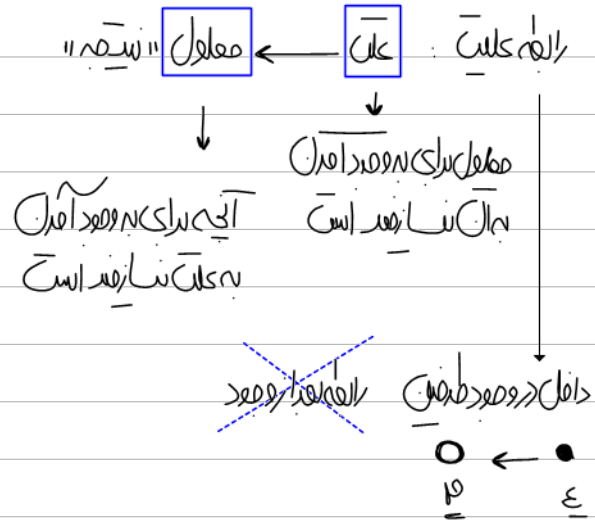 رابطه علیت : علت ← معلول "نتیجه"
معلول برای به وجود آمدن
به آن نیازمند است
آنچه برای به وجود آمدن
به علت نیازمند است
داخل در وجود طرفین رابطه بعد از وجود
● ← ○
ع م